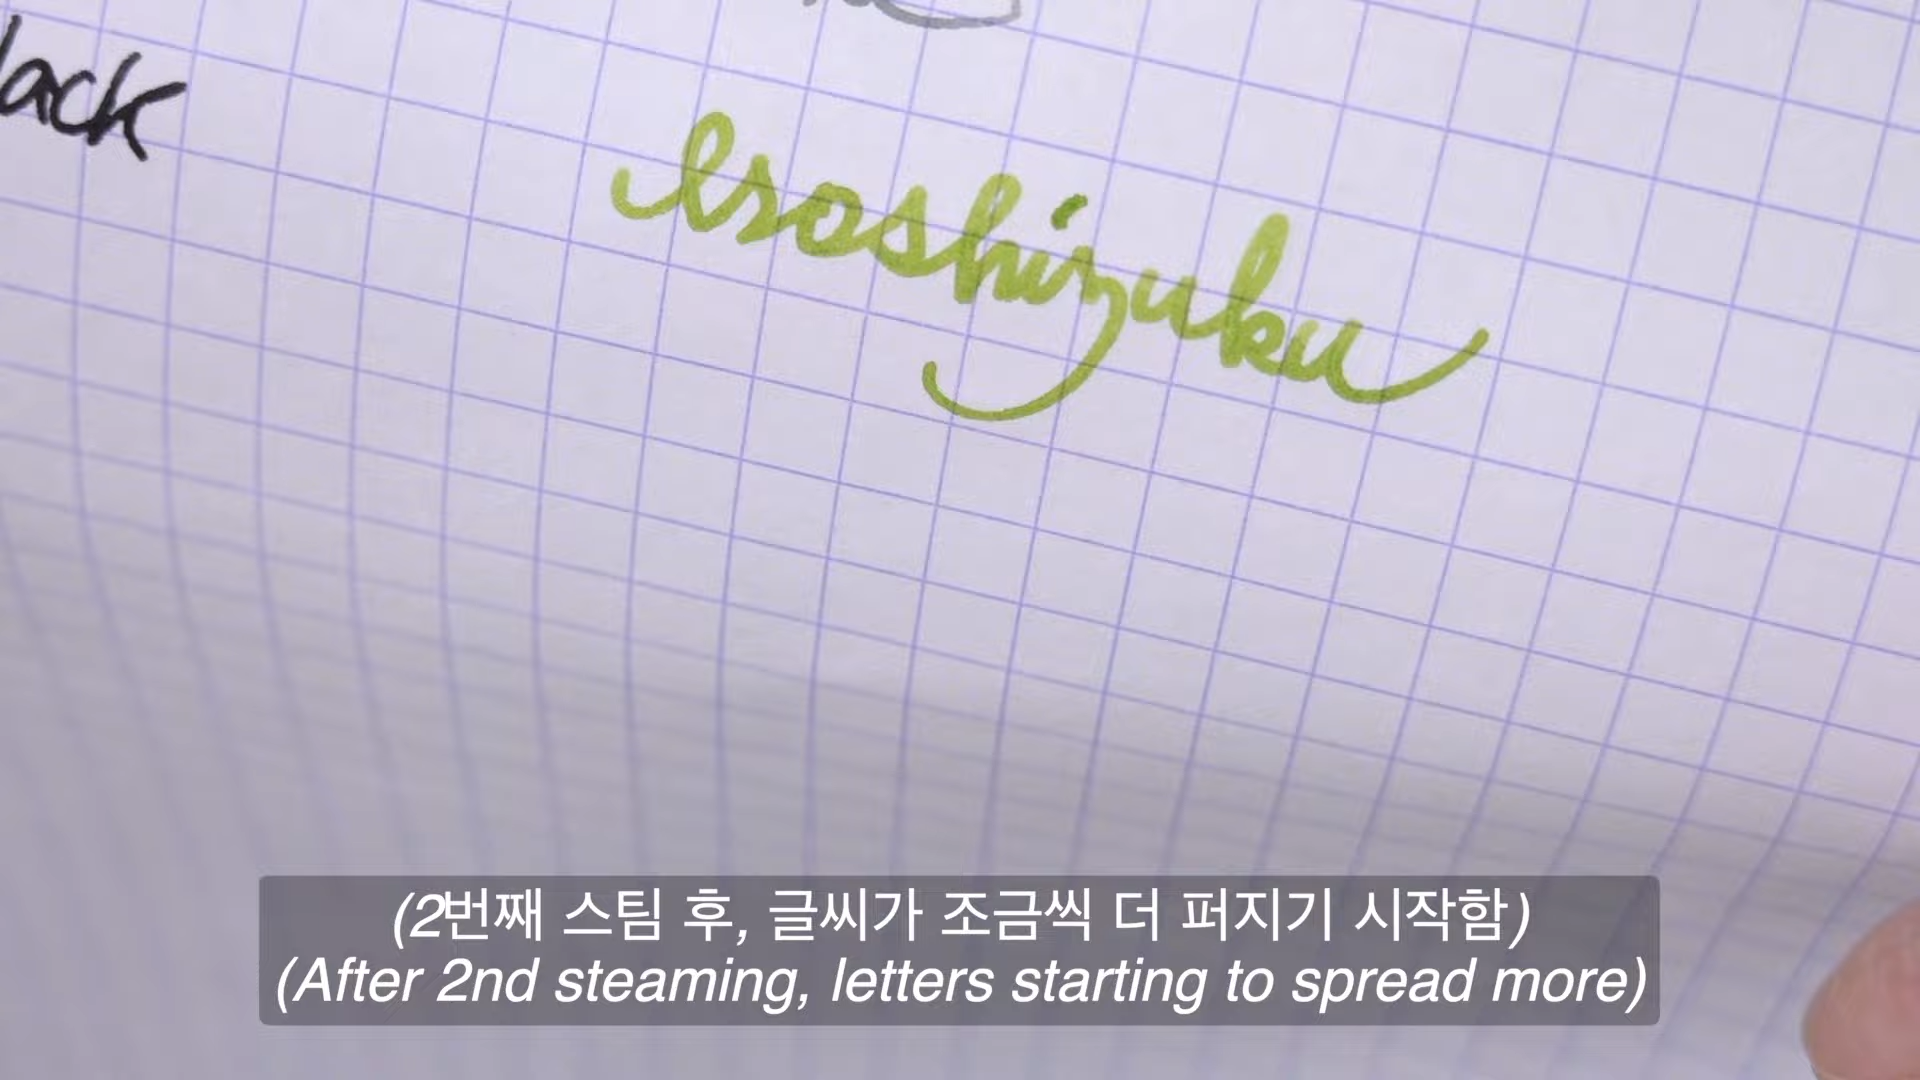 lack
Iroshizuku
(2번째 스팀 후, 글씨가 조금씩 더 퍼지기 시작함)
(After 2nd steaming, letters starting to spread more)